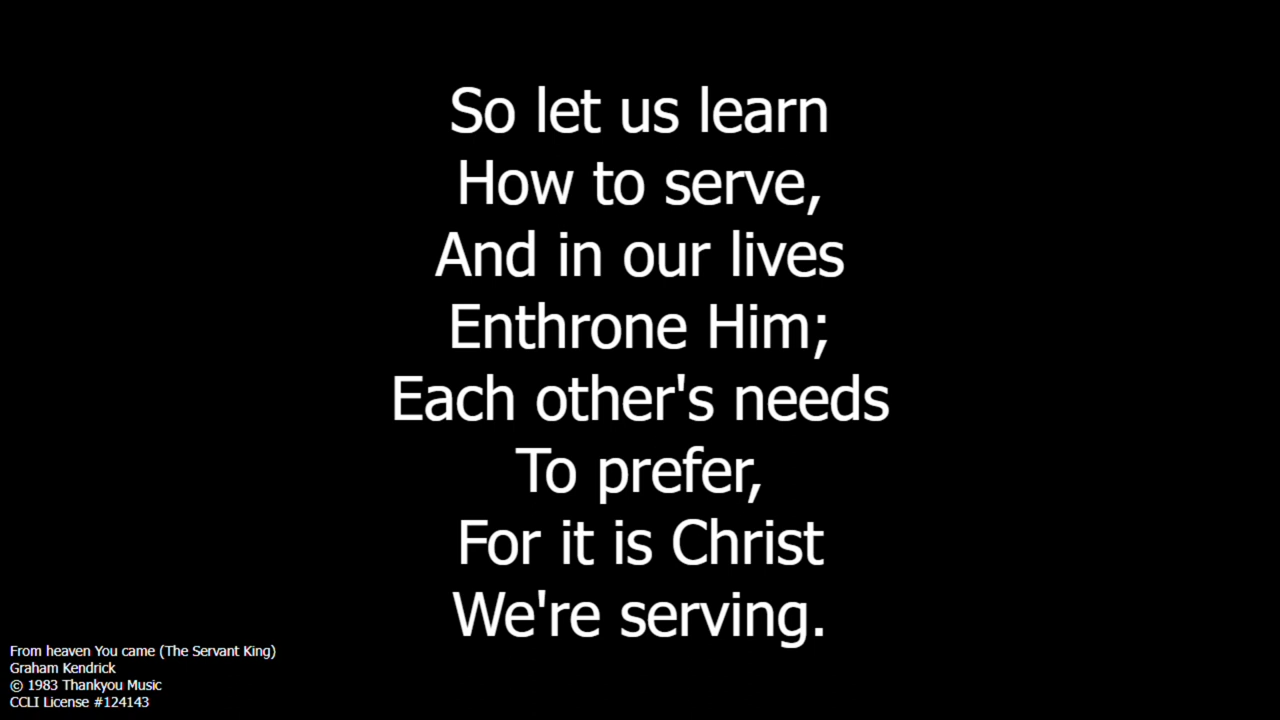 So let us learn
How to serve,
And in our lives
Enthrone Him;
Each other's needs
To prefer,
For it is Christ
We're serving.
From heaven You came (The Servant King)
Graham Kendrick
© 1983 Thankyou Music
CCLI License #124143